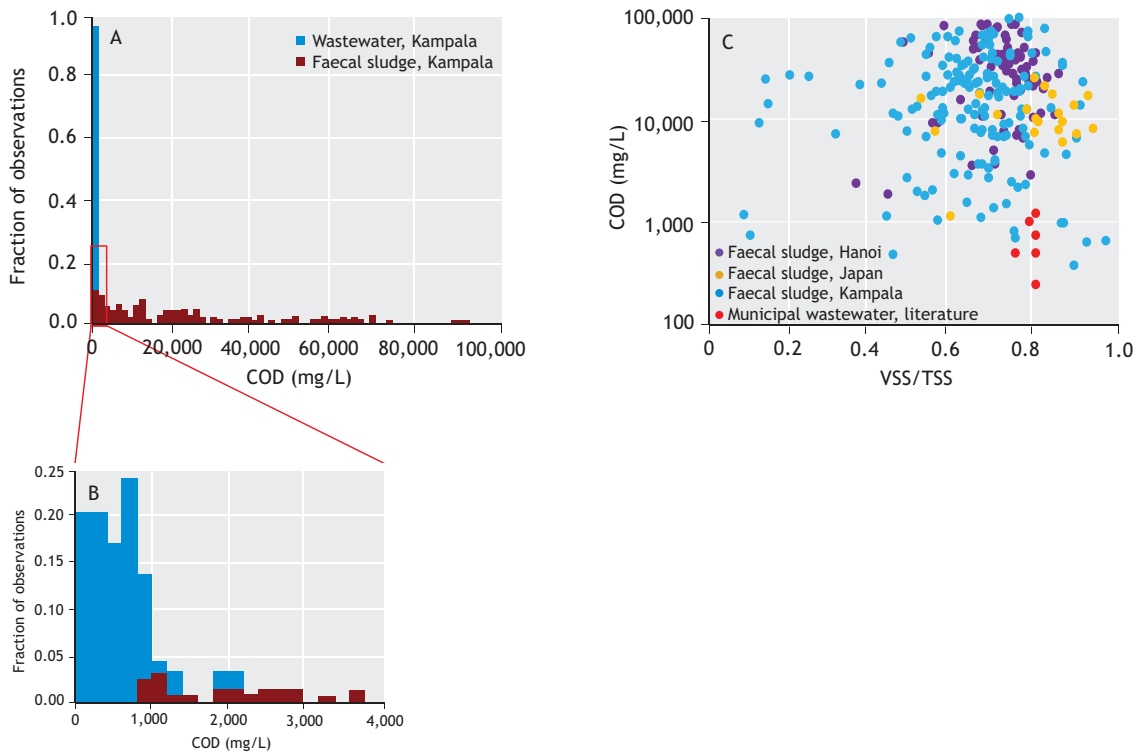 A
Wastewater, Kampala
Faecal sludge, Kampala
Fraction of observations
1.0
0.8
0.6
0.4
0.2
0.0
0 20,000 40,000 60,000 80,000 100,000
COD (mg/L)
B
Fraction of observations
0.25
0.20
0.15
0.10
0.05
0.00
0 1,000 2,000 3,000 4,000
COD (mg/L)
C
COD (mg/L)
100,000
10,000
1,000
100
Faecal sludge, Hanoi
Faecal sludge, Japan
Faecal sludge, Kampala
Municipal wastewater, literature
0 0.2 0.4 0.6 0.8 1.0
VSS/TSS